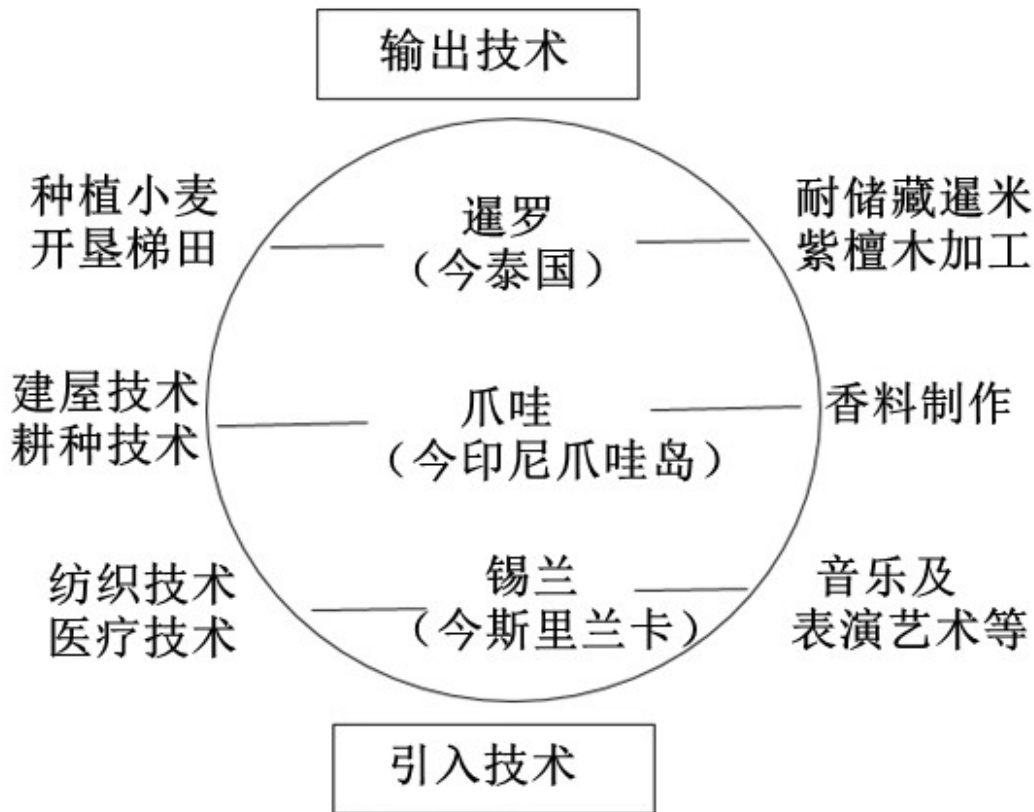 输出技术
种植小麦
开垦梯田
暹罗
（今泰国）
耐储藏暹米
紫檀木加工
建屋技术
耕种技术
爪哇
（今印尼爪哇岛）
香料制作
纺织技术
医疗技术
锡兰
（今斯里兰卡）
音乐及
表演艺术等
引入技术